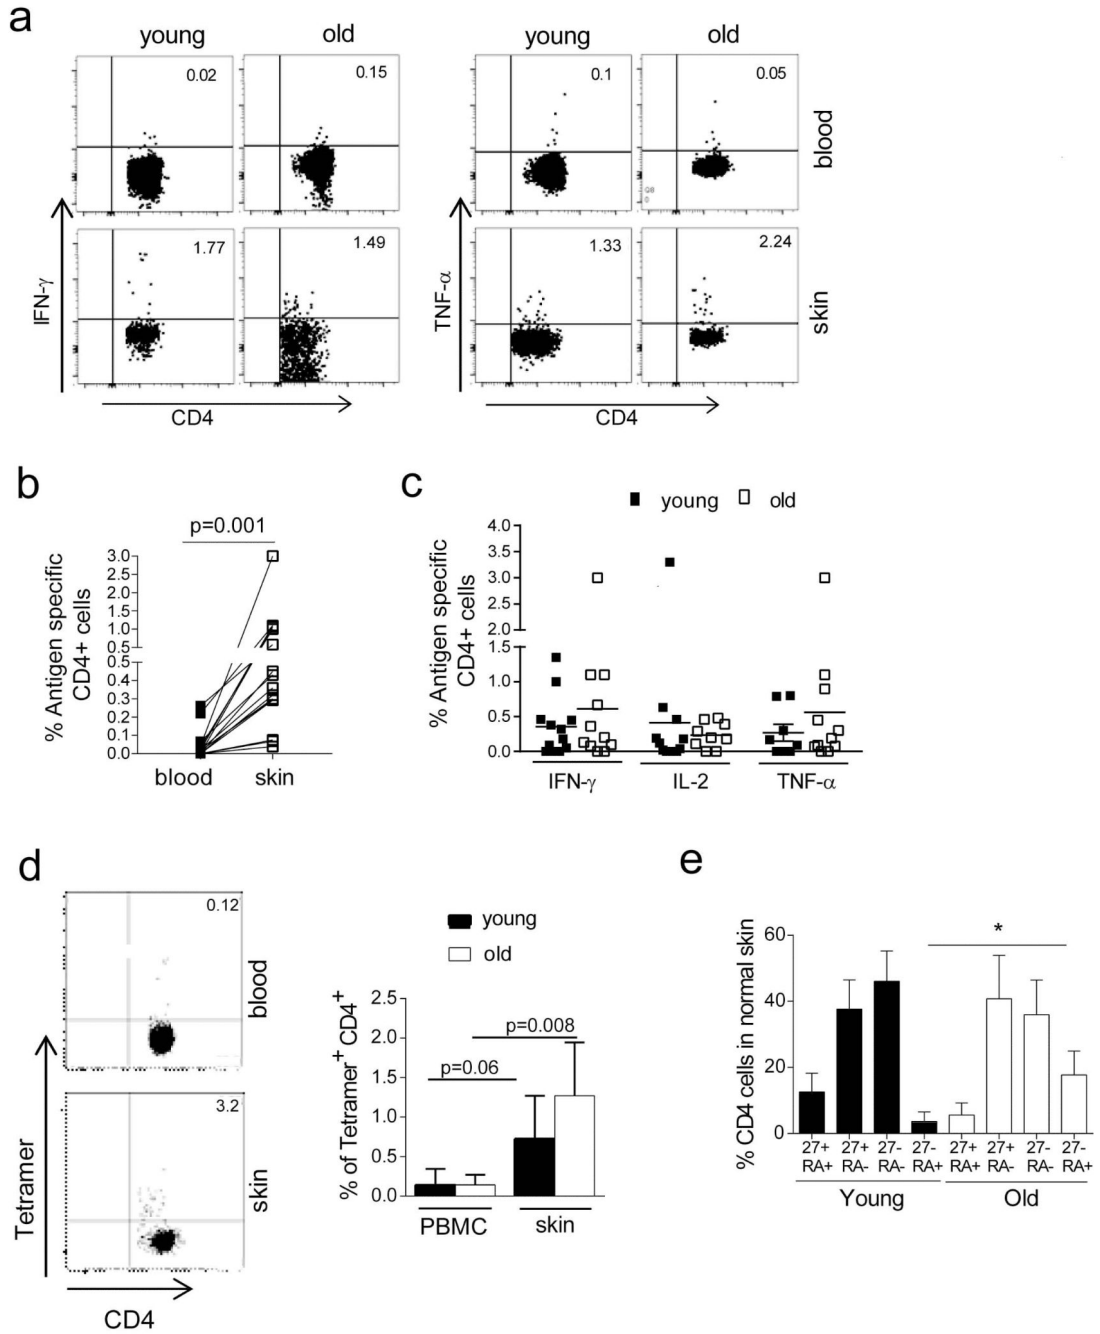 a
young old young old
0.02 0.15 0.1 0.05
blood
1.77 1.49 1.33 2.24
skin
IFN-γ TNF-α
CD4 CD4
b
p=0.001
% Antigen specific
CD4+ cells
3.0
2.5
2.0
1.5
1.0
0.5
0.5
0.4
0.3
0.2
0.1
0.0
blood skin
c
young old
% Antigen specific
CD4+ cells
4.0
3.5
3.0
2.5
2.0
1.5
1.0
0.5
0.0
IFN-γ IL-2 TNF-α
d
0.12
blood
3.2
skin
Tetramer
CD4
young
old
% of Tetramer+ CD4+
2.5
2.0
1.5
1.0
0.5
0.0
p=0.008
p=0.06
PBMC skin
e
*
% CD4 cells in normal skin
60
40
20
0
27+ 27+ 27- 27- 27+ 27+ 27- 27-
RA+ RA- RA- RA+ RA+ RA- RA- RA+
Young Old